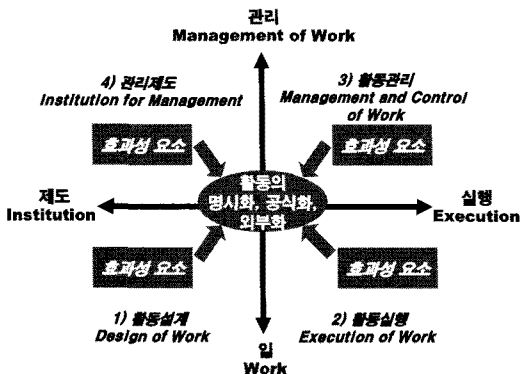 관리
Management of Work
4) 관리제도
Institution for Management
3) 활동관리
Management and Control
of Work
효과성 요소
효과성 요소
제도
Institution
활동의
명시화, 공식화,
외부화
실행
Execution
효과성 요소
효과성 요소
1) 활동설계
Design of Work
2) 활동실행
Execution of Work
일
Work